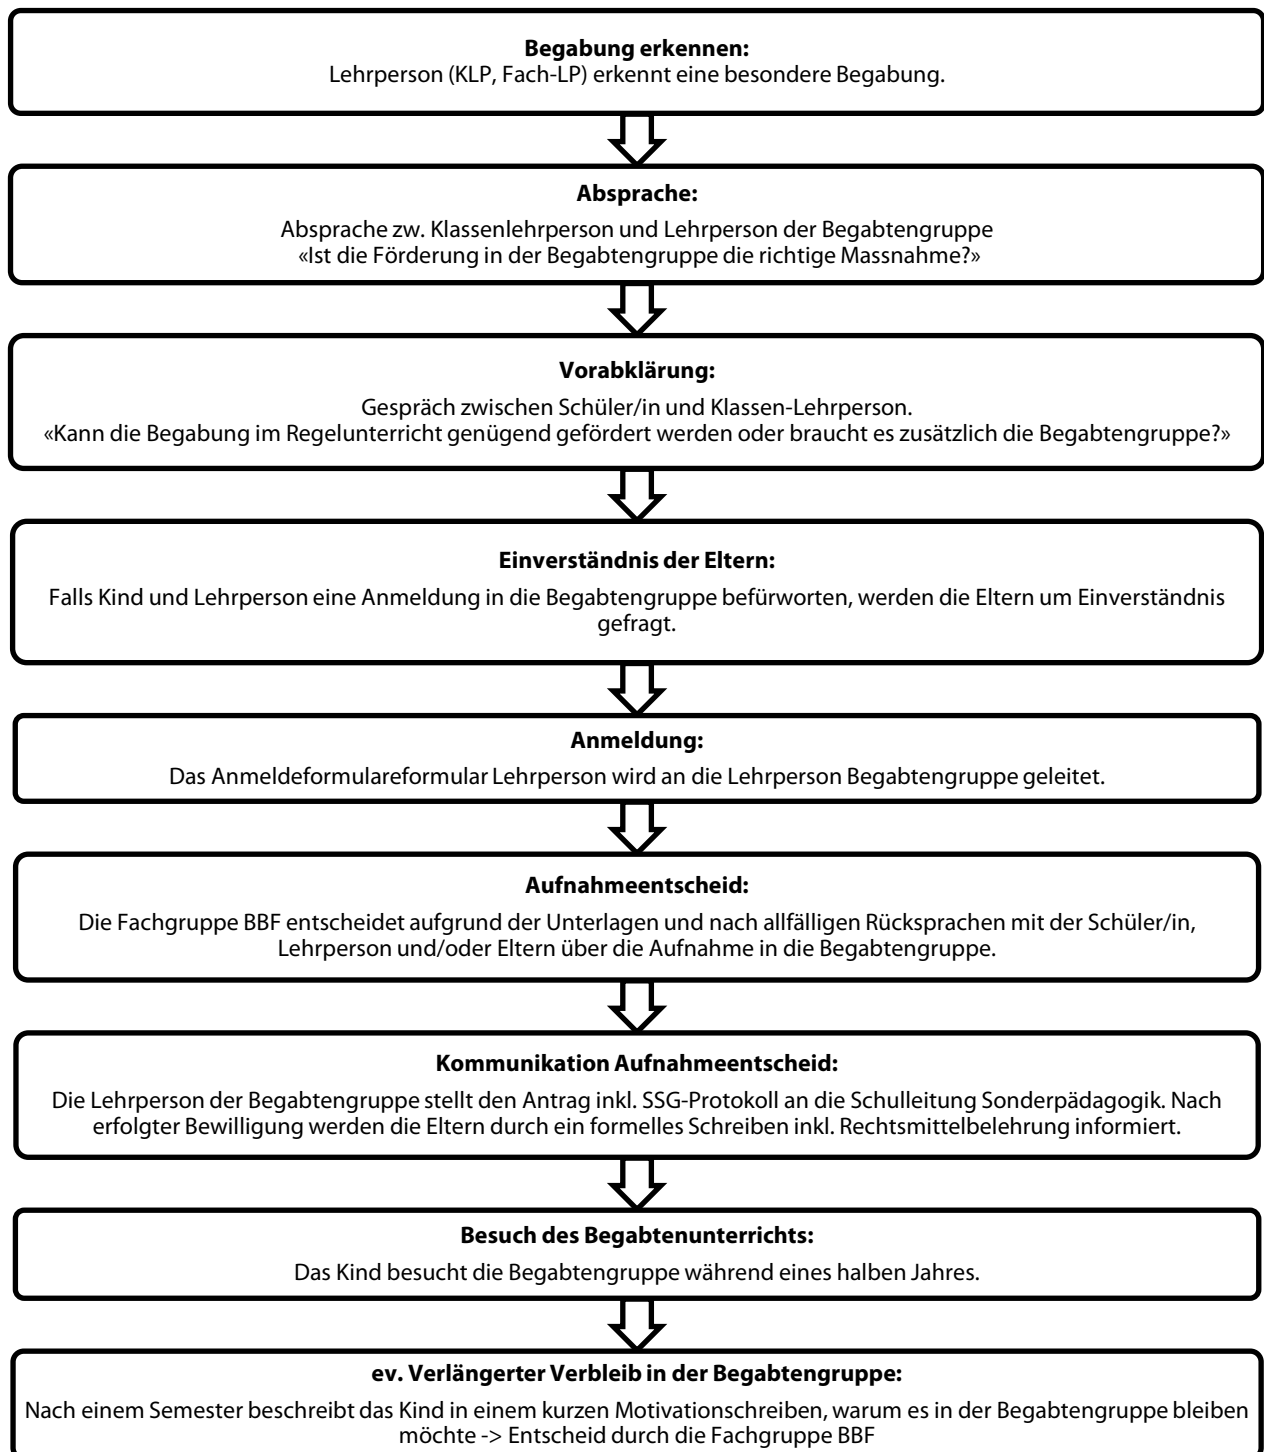 Begabung erkennen:
Lehrperson (KLP, Fach-LP) erkennt eine besondere Begabung.
Absprache:
Absprache zw. Klassenlehrperson und Lehrperson der Begabtengruppe
«Ist die Förderung in der Begabtengruppe die richtige Massnahme?»
Vorabklärung:
Gespräch zwischen Schüler/in und Klassen-Lehrperson.
«Kann die Begabung im Regelunterricht genügend gefördert werden oder braucht es zusätzlich die Begabtengruppe?»
Einverständnis der Eltern:
Falls Kind und Lehrperson eine Anmeldung in die Begabtengruppe befürworten, werden die Eltern um Einverständnis
gefragt.
Anmeldung:
Das Anmeldeformulareformular Lehrperson wird an die Lehrperson Begabtengruppe geleitet.
Aufnahmeentscheid:
Die Fachgruppe BBF entscheidet aufgrund der Unterlagen und nach allfälligen Rücksprachen mit der Schüler/in,
Lehrperson und/oder Eltern über die Aufnahme in die Begabtengruppe.
Kommunikation Aufnahmeentscheid:
Die Lehrperson der Begabtengruppe stellt den Antrag inkl. SSG-Protokoll an die Schulleitung Sonderpädagogik. Nach
erfolgter Bewilligung werden die Eltern durch ein formelles Schreiben inkl. Rechtsmittelbelehrung informiert.
Besuch des Begabtenunterrichts:
Das Kind besucht die Begabtengruppe während eines halben Jahres.
ev. Verlängerter Verbleib in der Begabtengruppe:
Nach einem Semester beschreibt das Kind in einem kurzen Motivationschreiben, warum es in der Begabtengruppe bleiben
möchte -> Entscheid durch die Fachgruppe BBF